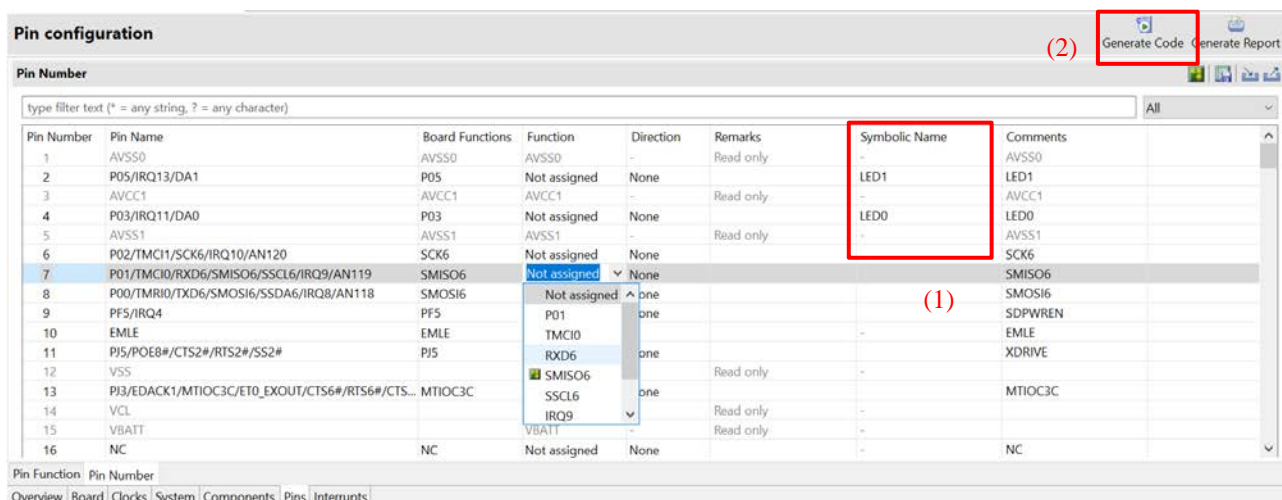 Pin configuration
(2)
Generate Code Generate Report
Pin Number
type filter text (* = any string, ? = any character) All
Pin Number Pin Name Board Functions Function Direction Remarks Symbolic Name Comments
1 AVSS0 AVSS0 AVSS0 - Read only - AVSS0
2 P05/IRQ13/DA1 P05 Not assigned None LED1 LED1
3 AVCC1 AVCC1 AVCC1 - Read only - AVCC1
4 P03/IRQ11/DA0 P03 Not assigned None LED0 LED0
5 AVSS1 AVSS1 AVSS1 - Read only - AVSS1
6 P02/TMCI1/SCK6/IRQ10/AN120 SCK6 Not assigned None SCK6
7 P01/TMCI0/RXD6/SMISO6/SSCL6/IRQ9/AN119 SMISO6 Not assigned None SMISO6
8 P00/TMRI0/TXD6/SMOSI6/SSDA6/IRQ8/AN118 SMOSI6 Not assigned one SMOSI6
9 PF5/IRQ4 PF5 P01 one SDPWREN
(1)
10 EMLE EMLE TMCI0 - EMLE
11 PJ5/POE8#/CTS2#/RTS2#/SS2# PJ5 RXD6 one XDRIVE
12 VSS SMISO6 Read only -
13 PJ3/EDACK1/MTIOC3C/ET0_EXOUT/CTS6#/RTS6#/CTS... MTIOC3C SSCL6 one MTIOC3C
14 VCL IRQ9 Read only -
15 VBATT VBATT - Read only -
16 NC NC Not assigned None - NC
Pin Function Pin Number
Overview Board Clocks System Components Pins Interrupts